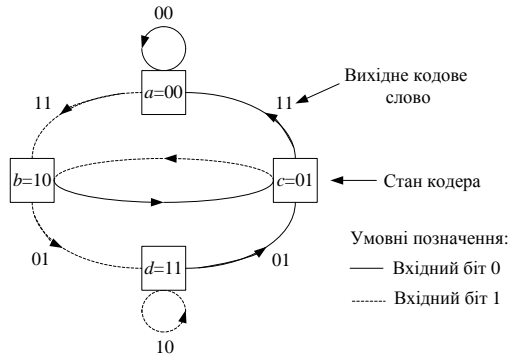 00
a=00
11
11
Вихідне кодове
слово
b=10
c=01
Стан кодера
01
d=11
01
10
Умовні позначення:
Вхідний біт 0
Вхідний біт 1